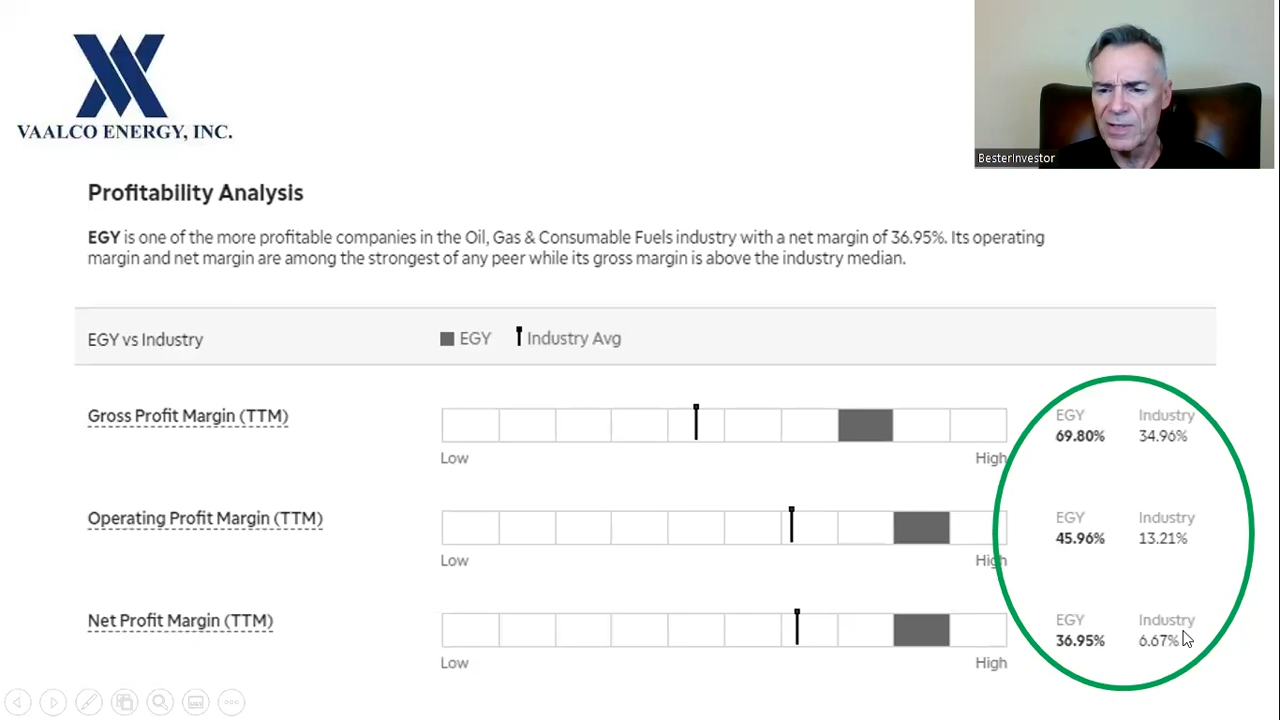 VAALCO ENERGY, INC.
BesterInvestor
Profitability Analysis
EGY is one of the more profitable companies in the Oil, Gas & Consumable Fuels industry with a net margin of 36.95%. Its operating
margin and net margin are among the strongest of any peer while its gross margin is above the industry median.
EGY vs Industry EGY Industry Avg
Gross Profit Margin (TTM)
Low High
EGY Industry
69.80% 34.96%
Operating Profit Margin (TTM)
Low High
EGY Industry
45.96% 13.21%
Net Profit Margin (TTM)
Low High
EGY Industry
36.95% 6.67%